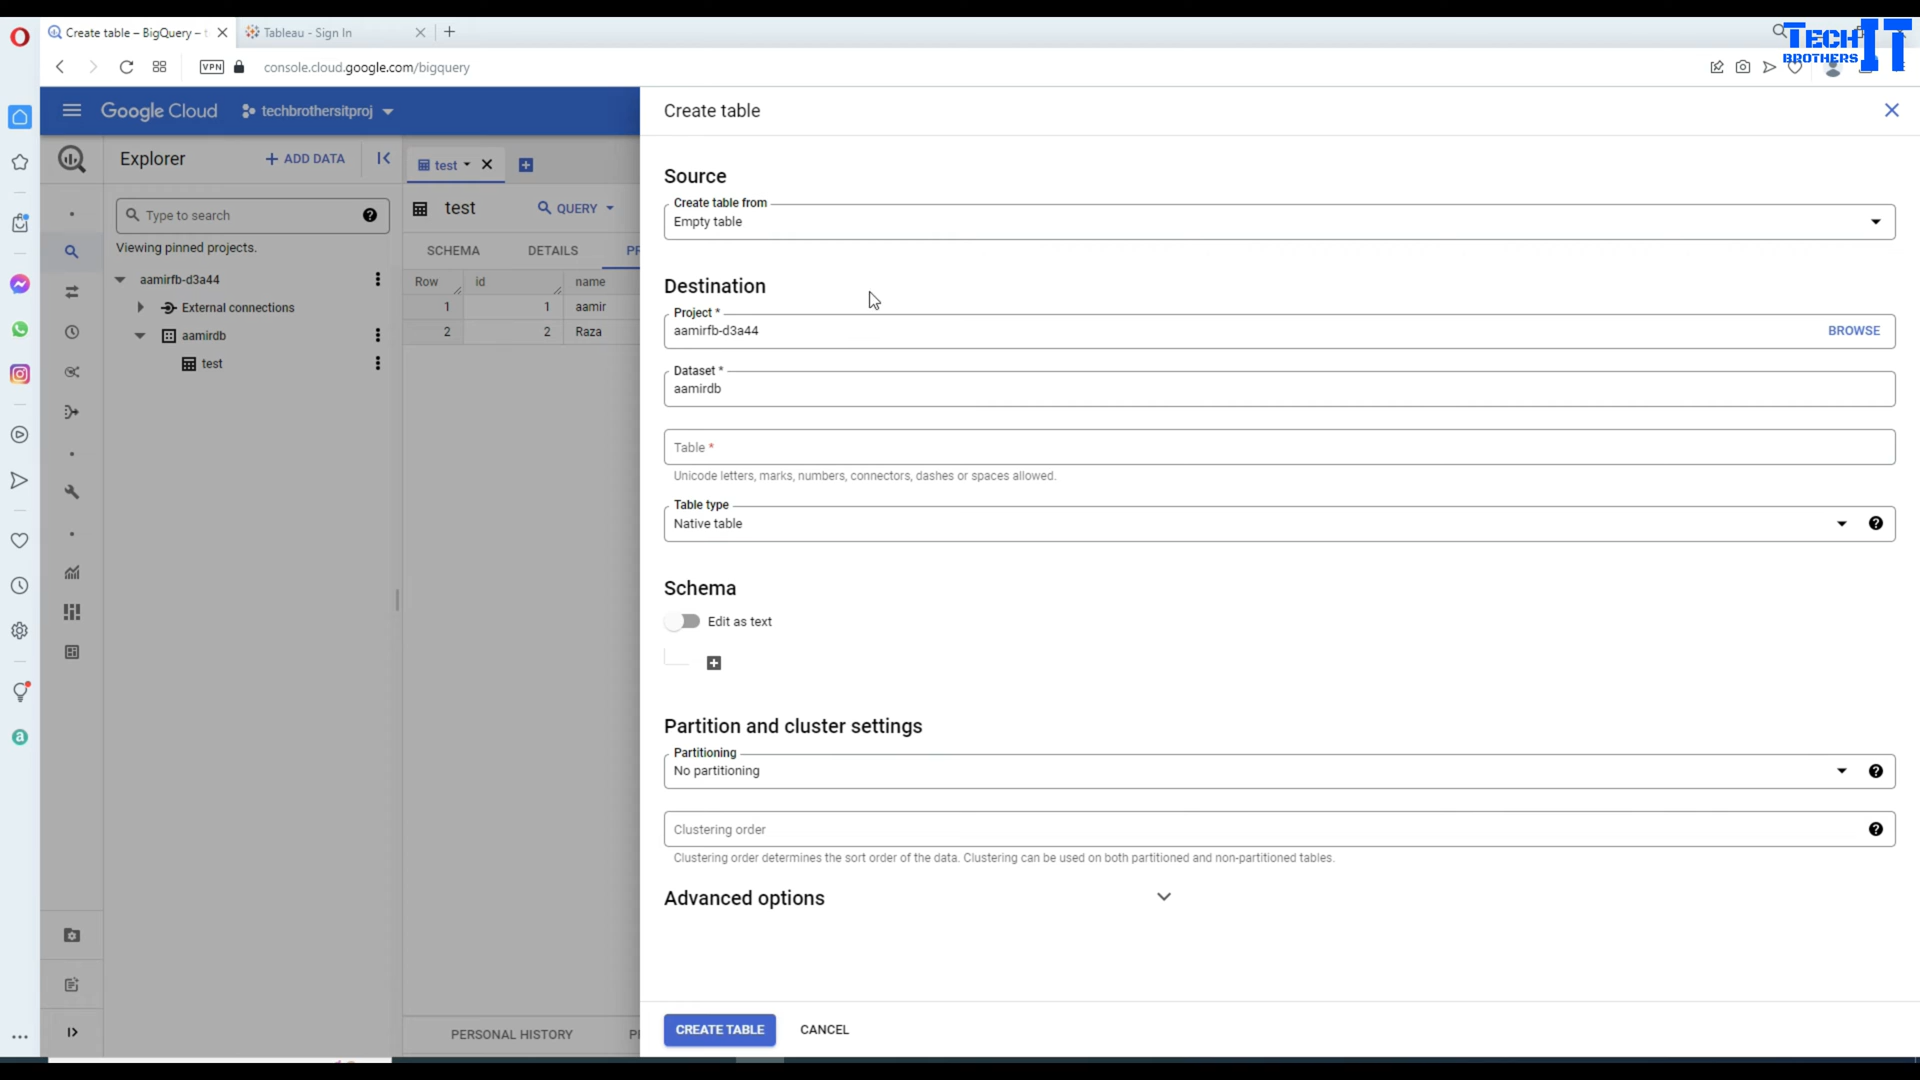 Create table – BigQuery – t
Tableau - Sign In
TECH IT
BROTHERS
VPN
console.cloud.google.com/bigquery
Google Cloud
techbrothersitproj
Create table
Explorer
ADD DATA
test
Source
Create table from
Empty table
Type to search
test
QUERY
Viewing pinned projects.
SCHEMA
DETAILS
PR
aamirfb-d3a44
Row
id
name
External connections
1
1
aamir
aamirdb
2
2
Raza
test
Destination
Project *
aamirfb-d3a44
BROWSE
Dataset *
aamirdb
Table *
Unicode letters, marks, numbers, connectors, dashes or spaces allowed.
Table type
Native table
Schema
Edit as text
Partition and cluster settings
Partitioning
No partitioning
Clustering order
Clustering order determines the sort order of the data. Clustering can be used on both partitioned and non-partitioned tables.
Advanced options
PERSONAL HISTORY
CREATE TABLE
CANCEL